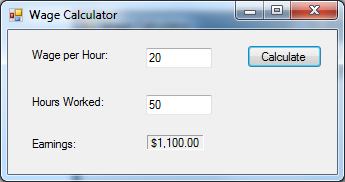 Wage Calculator
Wage per Hour: 20 Calculate
Hours Worked: 50
Earnings: $1,100.00